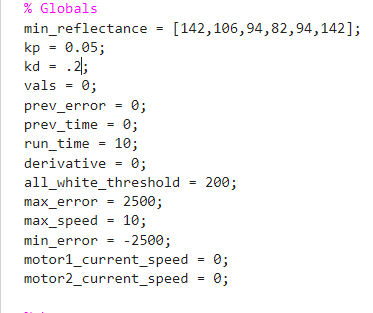 % Globals
min_reflectance = [142,106,94,82,94,142];
kp = 0.05;
kd = .2;
vals = 0;
prev_error = 0;
prev_time = 0;
run_time = 10;
derivative = 0;
all_white_threshold = 200;
max_error = 2500;
max_speed = 10;
min_error = -2500;
motor1_current_speed = 0;
motor2_current_speed = 0;